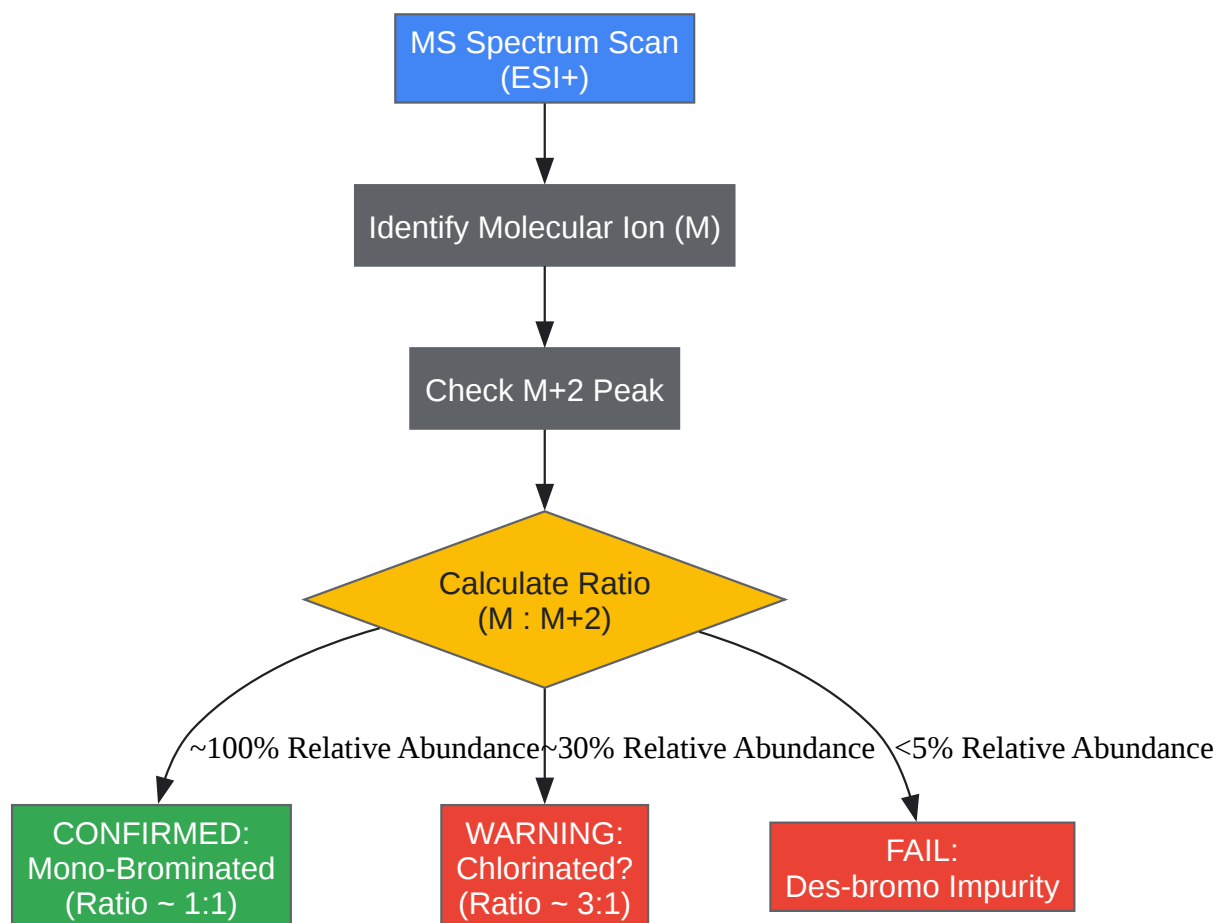 MS Spectrum Scan
(ESI+)
Identify Molecular Ion (M)
Check M+2 Peak
Calculate Ratio
(M : M+2)
~100% Relative Abundance
~30% Relative Abundance
<5% Relative Abundance
CONFIRMED:
Mono-Brominated
(Ratio ~ 1:1)
WARNING:
Chlorinated?
(Ratio ~ 3:1)
FAIL:
Des-bromo Impurity